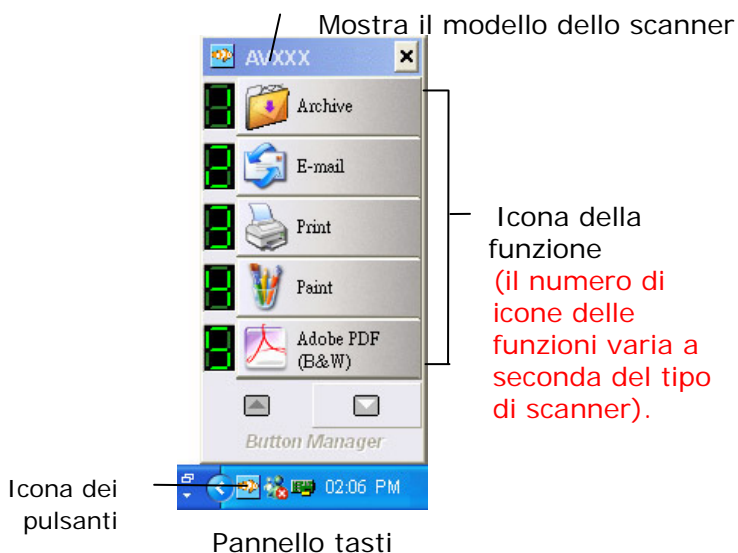 Mostra il modello dello scanner
AVXXX
Archive
E-mail
Print
Paint
Adobe PDF
(B&W)
Icona della
funzione
(il numero di
icone delle
funzioni varia a
seconda del tipo
di scanner).
Button Manager
02:06 PM
Icona dei
pulsanti
Pannello tasti